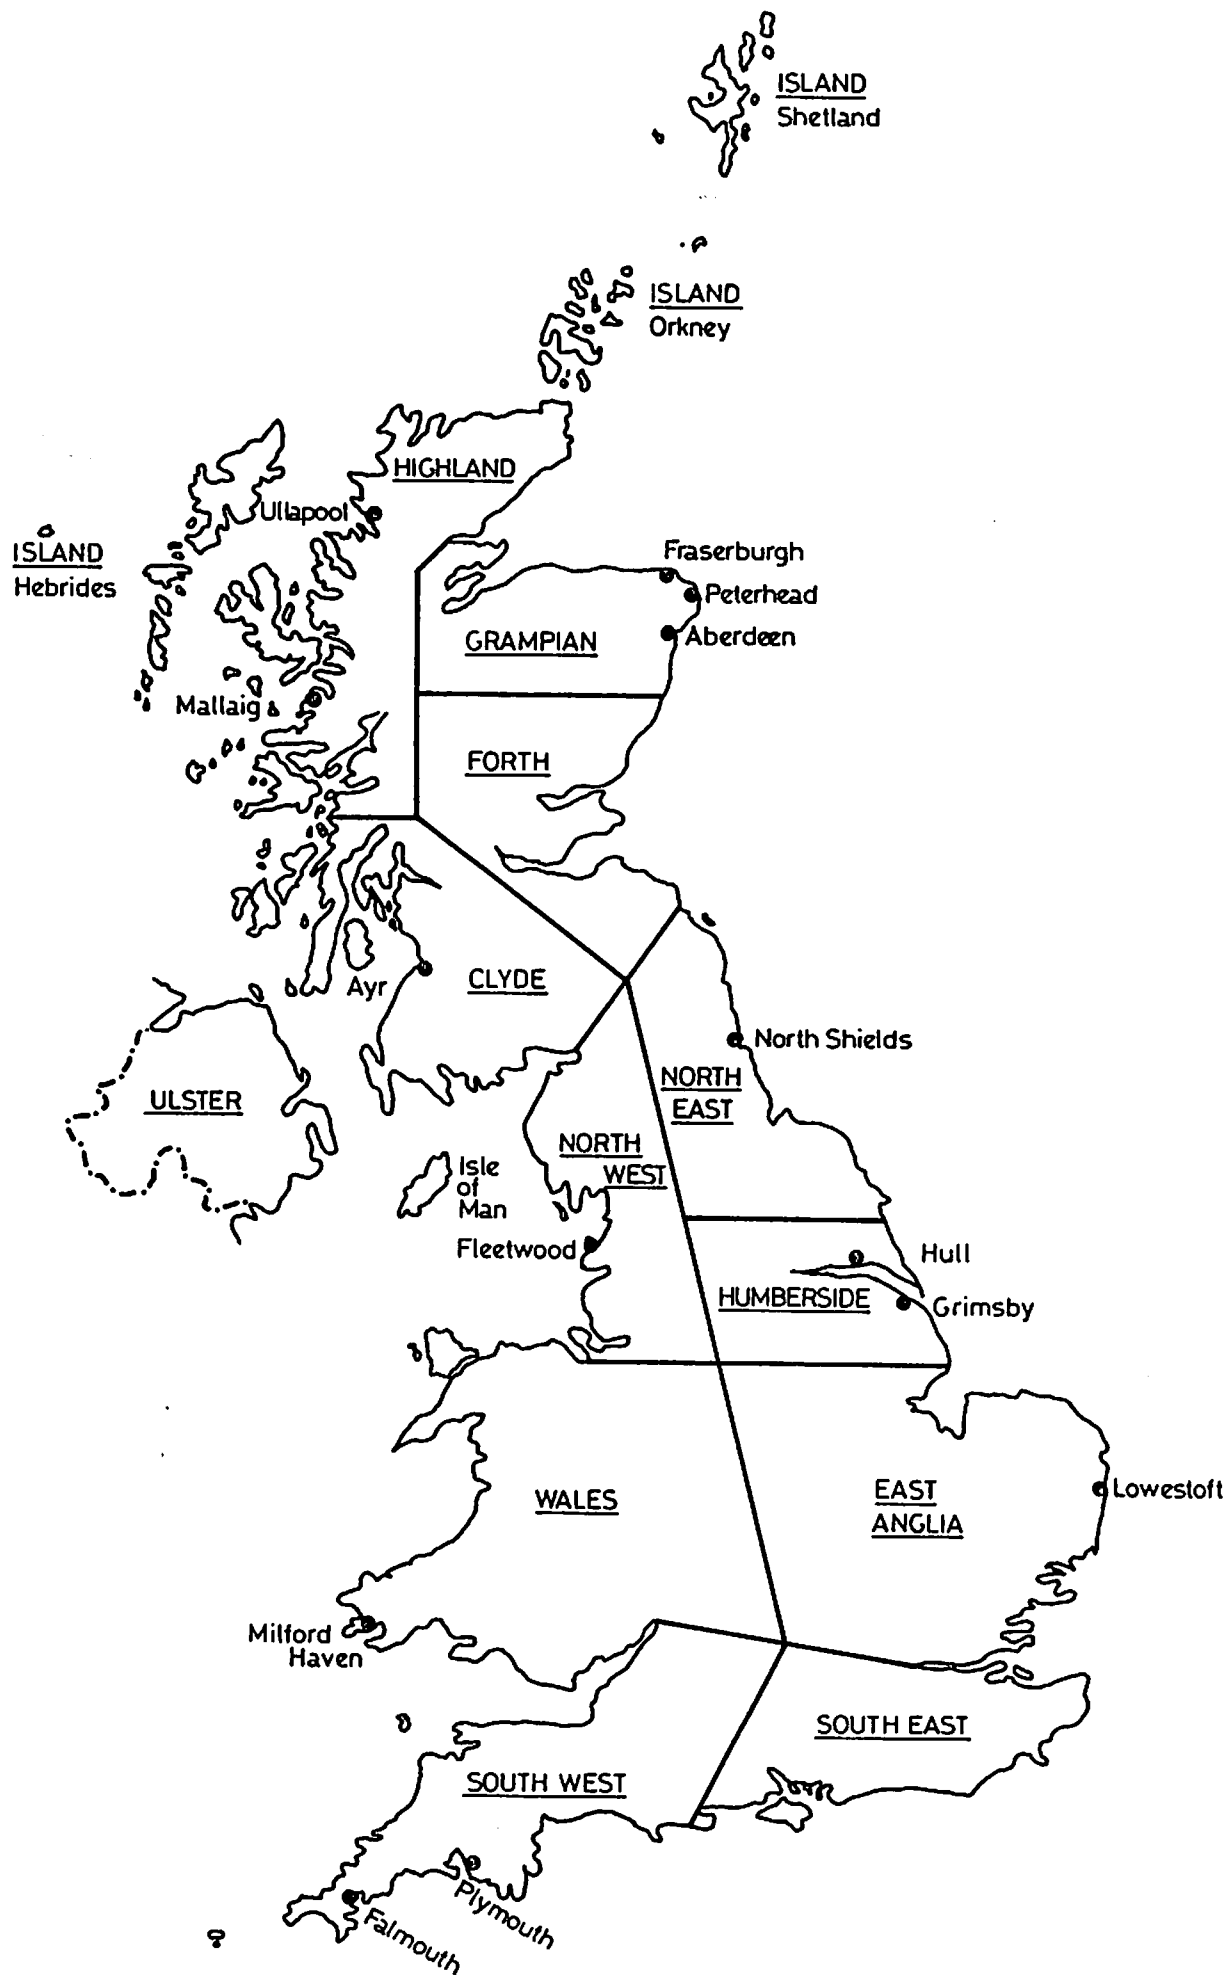 ISLAND
Shetland
ISLAND
Orkney
HIGHLAND
Ullapool
ISLAND
Hebrides
Fraserburgh
Peterhead
GRAMPIAN
Aberdeen
Mallaig
FORTH
Ayr
CLYDE
North Shields
NORTH
EAST
ULSTER
NORTH
WEST
Isle
of
Man
Fleetwood
Hull
HUMBERSIDE
Grimsby
WALES
EAST
ANGLIA
Lowestoft
Milford
Haven
SOUTH EAST
SOUTH WEST
Plymouth
Falmouth